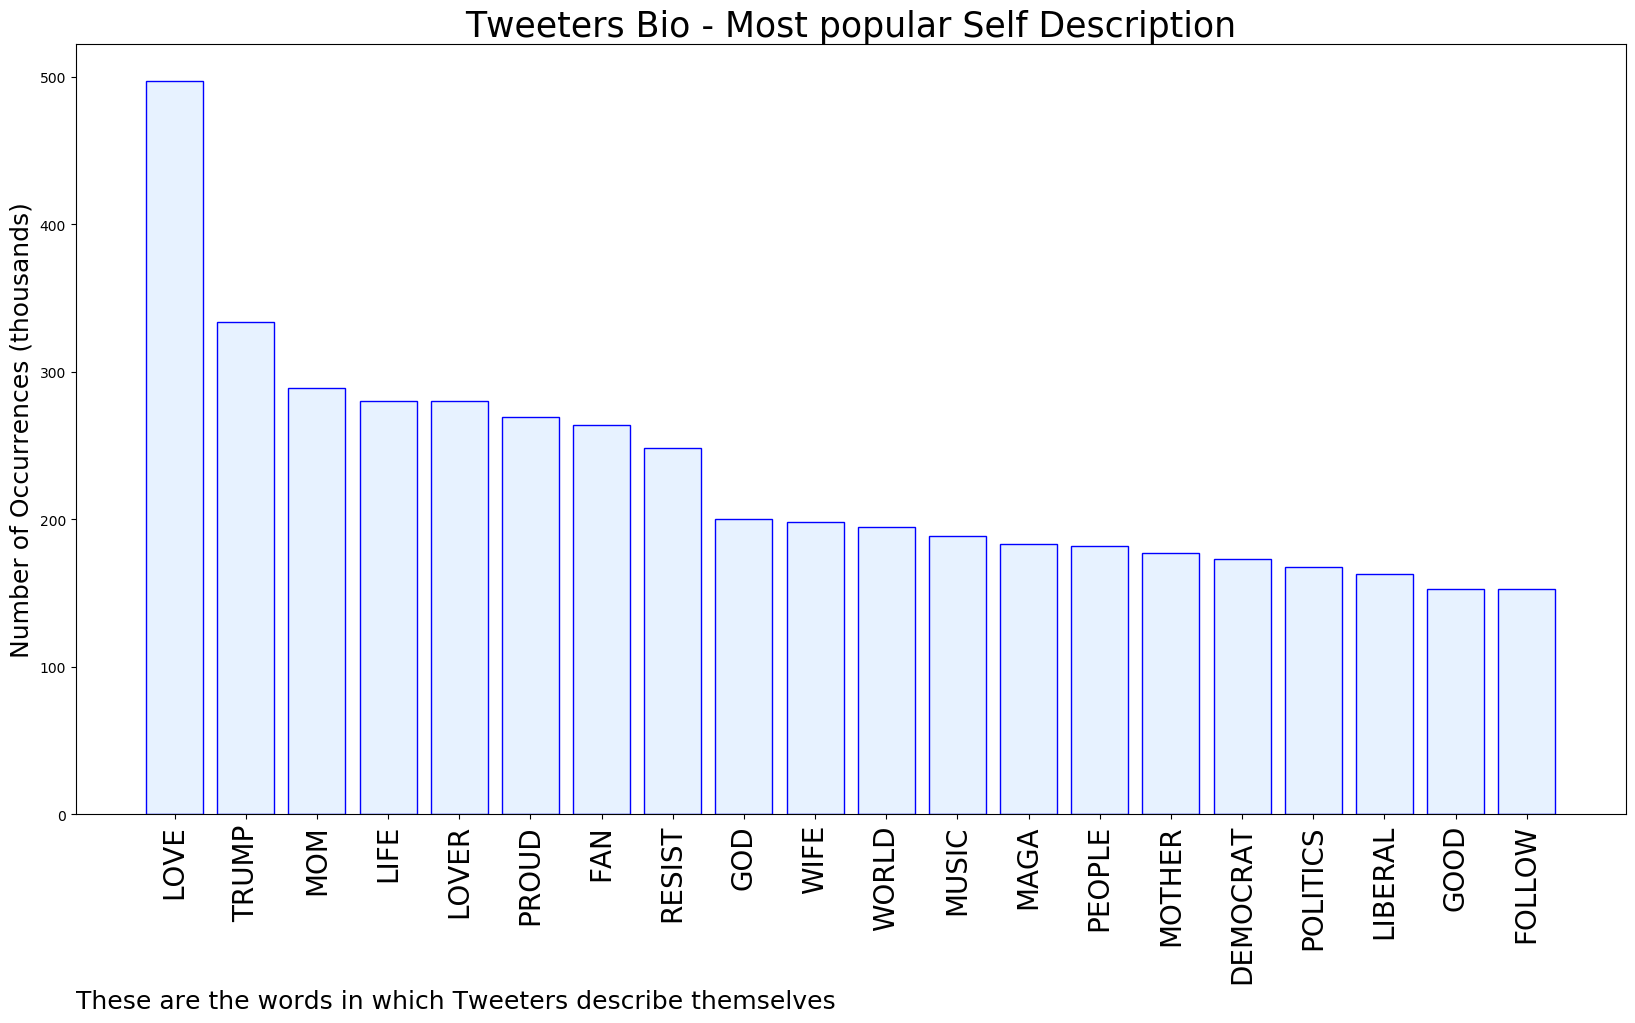 Tweeters Bio - Most popular Self Description
Number of Occurrences (thousands)
500
400
300
200
100
0
LOVE
TRUMP
MOM
LIFE
LOVER
PROUD
FAN
RESIST
GOD
WIFE
WORLD
MUSIC
MAGA
PEOPLE
MOTHER
DEMOCRAT
POLITICS
LIBERAL
GOOD
FOLLOW
These are the words in which Tweeters describe themselves